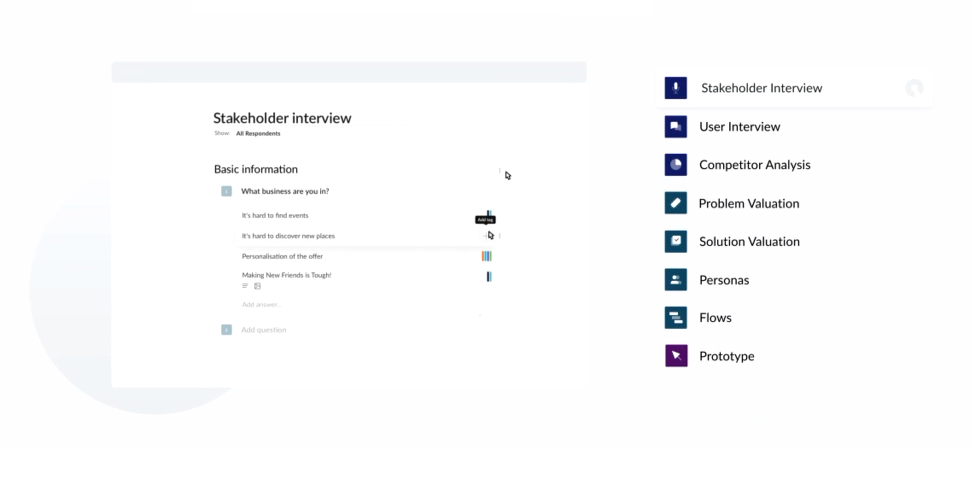 Stakeholder interview
Show: All Respondents
Basic information
What business are you in?
It's hard to find events
Add tag
It's hard to discover new places
Personalisation of the offer
Making New Friends is Tough!
Add answer...
Add question
Stakeholder Interview
User Interview
Competitor Analysis
Problem Valuation
Solution Valuation
Personas
Flows
Prototype